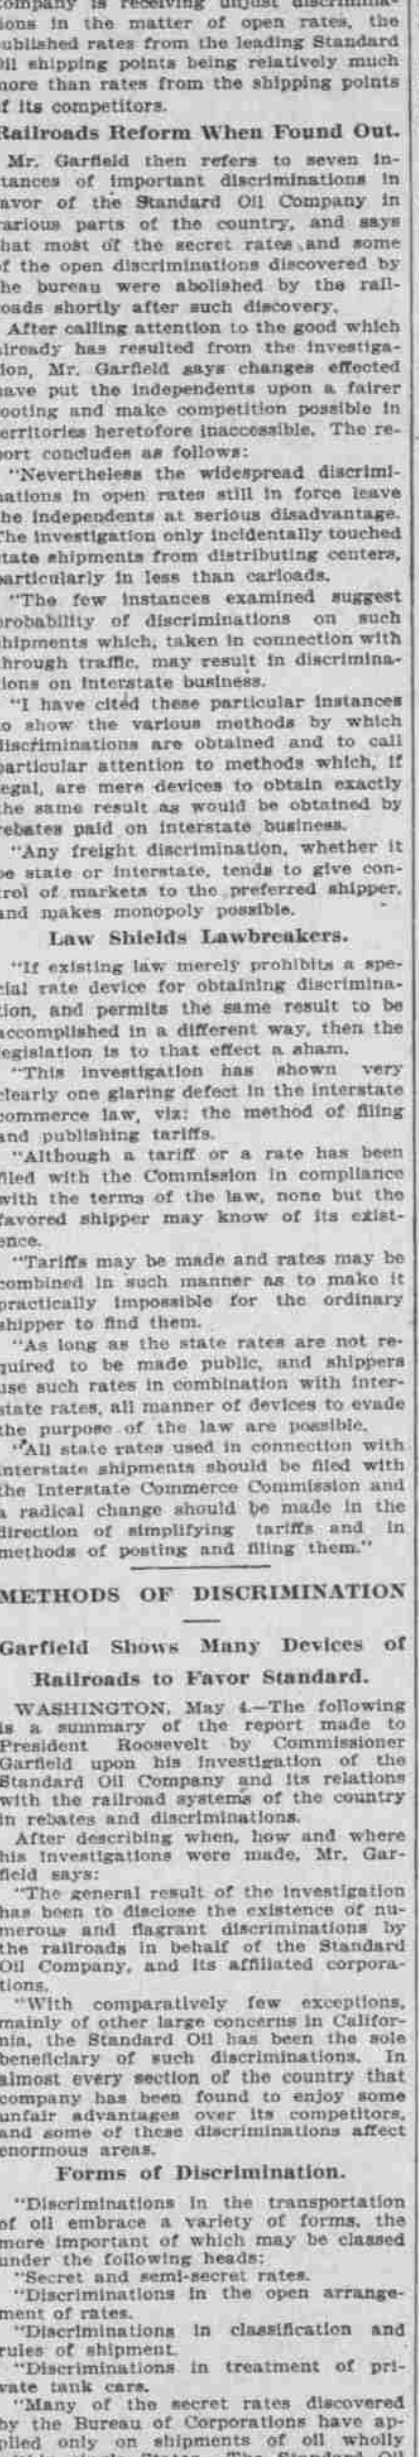 company is receiving unjust discrimina-
ions in the matter of open rates, the
ublished rates from the leading Standard
il shipping points being relatively much
nore than rates from the shipping points
f its competitors.
Railroads Reform When Found Out.
Mr. Garfield then refers to seven in-
tances of important discriminations in
avor of the Standard Oil Company in
arious parts of the country, and says
hat most of the secret rates and some
f the open discriminations discovered by
he bureau were abolished by the rail-
oads shortly after such discovery.
After calling attention to the good which
lready has resulted from the investiga-
ion, Mr. Garfield says changes effected
have put the independents upon a fairer
ooting and make competition possible in
erritories heretofore inaccessible. The re-
port concludes as follows:
"Nevertheless the widespread discrimi-
nations in open rates still in force leave
he independents at serious disadvantage.
The investigation only incidentally touched
tate shipments from distributing centers,
particularly in less than carloads.
"The few instances examined suggest
probability of discriminations on such
hipments which, taken in connection with
hrough traffic, may result in discrimina-
ions on interstate business.
"I have cited these particular instances
o show the various methods by which
discriminations are obtained and to call
particular attention to methods which, if
egal, are mere devices to obtain exactly
the same result as would be obtained by
rebates paid on interstate business.
"Any freight discrimination, whether it
be state or interstate, tends to give con-
trol of markets to the preferred shipper,
and makes monopoly possible.
Law Shields Lawbreakers.
"If existing law merely prohibits a spe-
cial rate device for obtaining discrimina-
tion, and permits the same result to be
accomplished in a different way, then the
legislation is to that effect a sham.
"This investigation has shown very
clearly one glaring defect in the interstate
commerce law, viz: the method of filing
and publishing tariffs.
"Although a tariff or a rate has been
filed with the Commission in compliance
with the terms of the law, none but the
favored shipper may know of its exist-
ence.
"Tariffs may be made and rates may be
combined in such manner as to make it
practically impossible for the ordinary
shipper to find them.
"As long as the state rates are not re-
quired to be made public, and shippers
use such rates in combination with inter-
state rates, all manner of devices to evade
the purpose of the law are possible.
"All state rates used in connection with
interstate shipments should be filed with
the Interstate Commerce Commission and
a radical change should be made in the
direction of simplifying tariffs and in
methods of posting and filing them."
METHODS OF DISCRIMINATION
Garfield Shows Many Devices of
Railroads to Favor Standard.
WASHINGTON, May 4.—The following
is a summary of the report made to
President Roosevelt by Commissioner
Garfield upon his investigation of the
Standard Oil Company and its relations
with the railroad systems of the country
in rebates and discriminations.
After describing when, how and where
his investigations were made, Mr. Gar-
field says:
"The general result of the investigation
has been to disclose the existence of nu-
merous and flagrant discriminations by
the railroads in behalf of the Standard
Oil Company, and its affiliated corpora-
tions.
"With comparatively few exceptions,
mainly of other large concerns in Califor-
nia, the Standard Oil has been the sole
beneficiary of such discriminations. In
almost every section of the country that
company has been found to enjoy some
unfair advantages over its competitors,
and some of these discriminations affect
enormous areas.
Forms of Discrimination.
"Discriminations in the transportation
of oil embrace a variety of forms, the
more important of which may be classed
under the following heads:
"Secret and semi-secret rates.
"Discriminations in the open arrange-
ment of rates.
"Discriminations in classification and
rules of shipment.
"Discriminations in treatment of pri-
vate tank cars.
"Many of the secret rates discovered
by the Bureau of Corporations have ap-
plied only on shipments of oil wholly